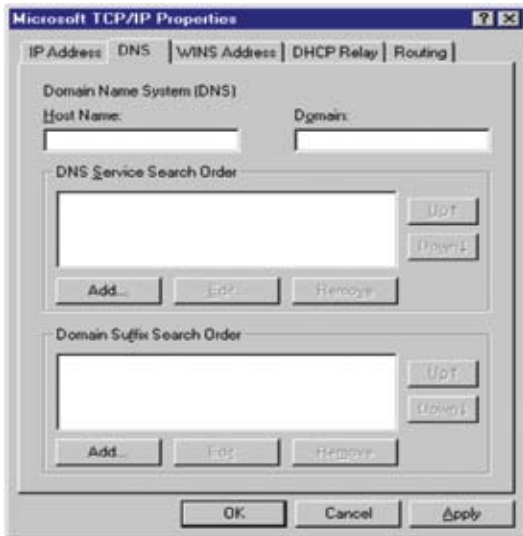 Microsoft TCP/IP Properties ? X
IP Address DNS WINS Address DHCP Relay Routing
Domain Name System (DNS)
Host Name: Domain:
DNS Service Search Order
Up↑
Down↓
Add... Edit... Remove
Domain Suffix Search Order
Up↑
Down↓
Add... Edit... Remove
OK Cancel Apply